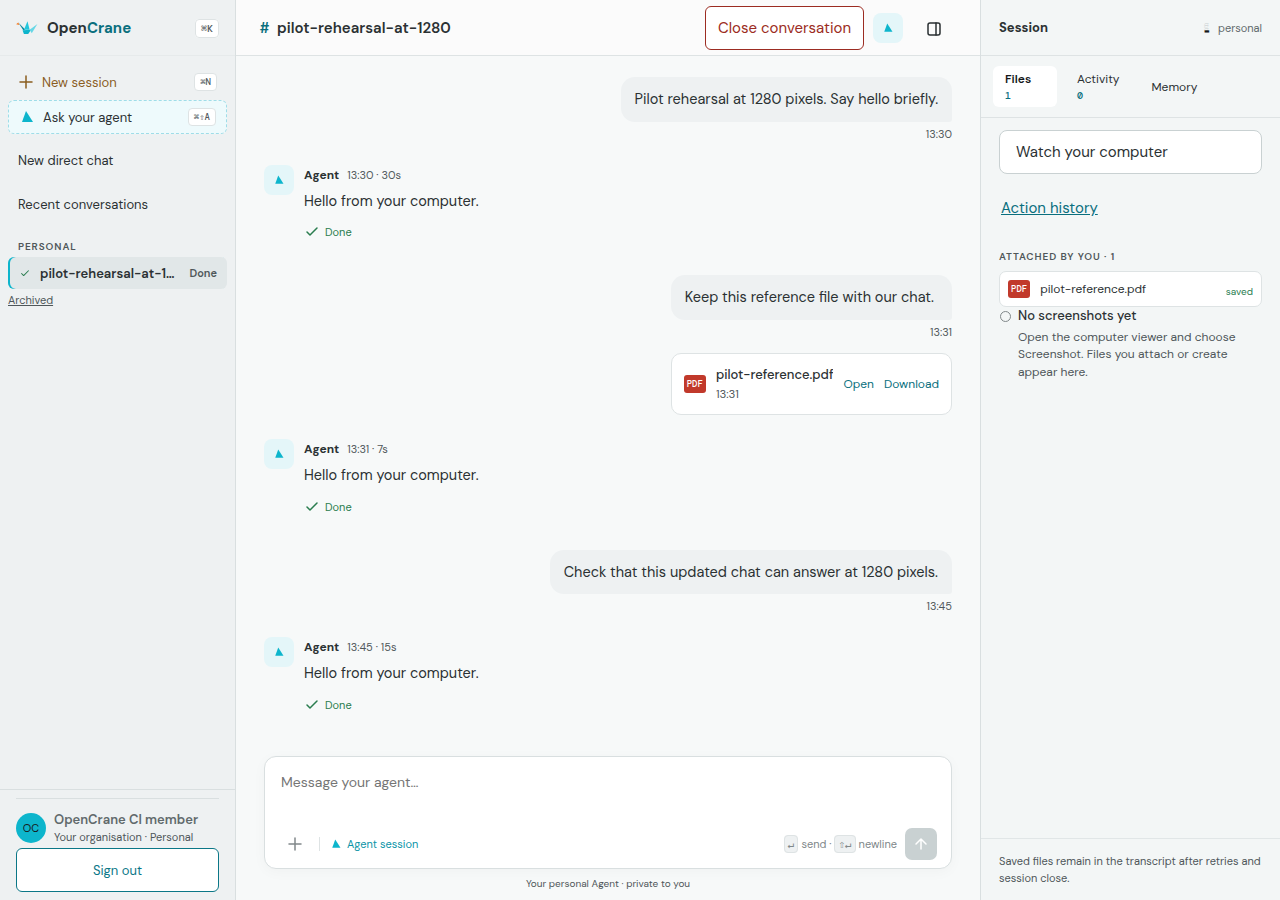 OpenCrane ⌘K
New session ⌘N
Ask your agent ⌘⇧A
New direct chat
Recent conversations
PERSONAL
pilot-rehearsal-at-1... Done
Archived
OC
OpenCrane CI member
Your organisation · Personal
Sign out
# pilot-rehearsal-at-1280
Close conversation
Pilot rehearsal at 1280 pixels. Say hello briefly.
13:30
Agent 13:30 · 30s
Hello from your computer.
Done
Keep this reference file with our chat.
13:31
PDF
pilot-reference.pdf
13:31
Open Download
Agent 13:31 · 7s
Hello from your computer.
Done
Check that this updated chat can answer at 1280 pixels.
13:45
Agent 13:45 · 15s
Hello from your computer.
Done
Message your agent…
Agent session
↵ send · ⇧↵ newline
Your personal Agent · private to you
Session
personal
Files
1
Activity
0
Memory
Watch your computer
Action history
ATTACHED BY YOU · 1
PDF pilot-reference.pdf saved
No screenshots yet
Open the computer viewer and choose
Screenshot. Files you attach or create
appear here.
Saved files remain in the transcript after retries and
session close.